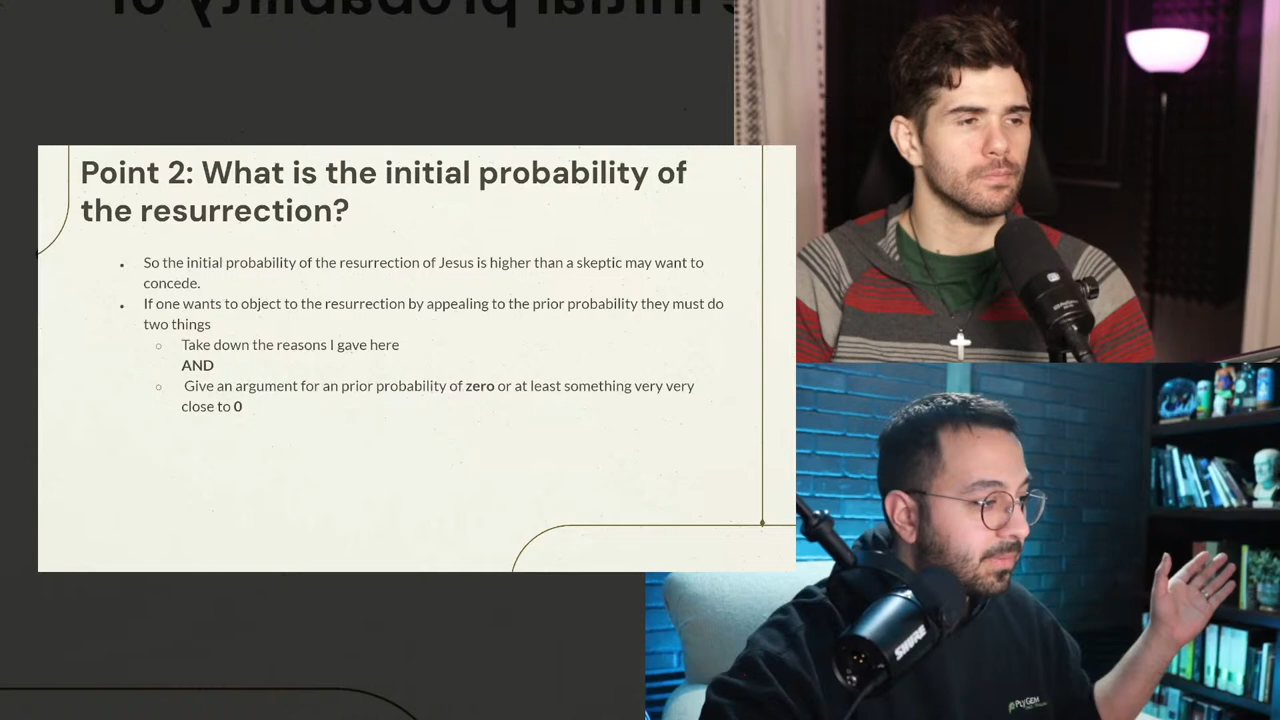 Point 2: What is the initial probability of
the resurrection?
So the initial probability of the resurrection of Jesus is higher than a skeptic may want to
concede.
If one wants to object to the resurrection by appealing to the prior probability they must do
two things
Take down the reasons I gave here
AND
Give an argument for an prior probability of zero or at least something very very
close to 0
SHURE
PLY GEM